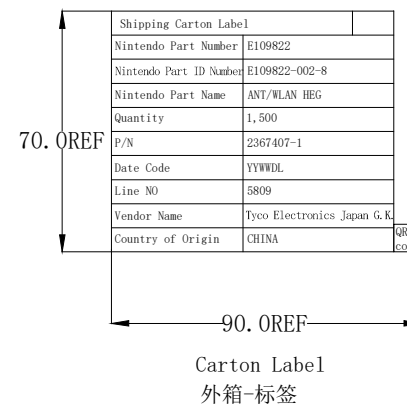 Shipping Carton Label
Nintendo Part Number E109822
Nintendo Part ID Number E109822-002-8
Nintendo Part Name ANT/WLAN HEG
Quantity 1,500
P/N 2367407-1
Date Code YYWWDL
Line NO 5809
Vendor Name Tyco Electronics Japan G.K.
Country of Origin CHINA
QR
co
70.0REF
90.0REF
Carton Label
外箱-标签